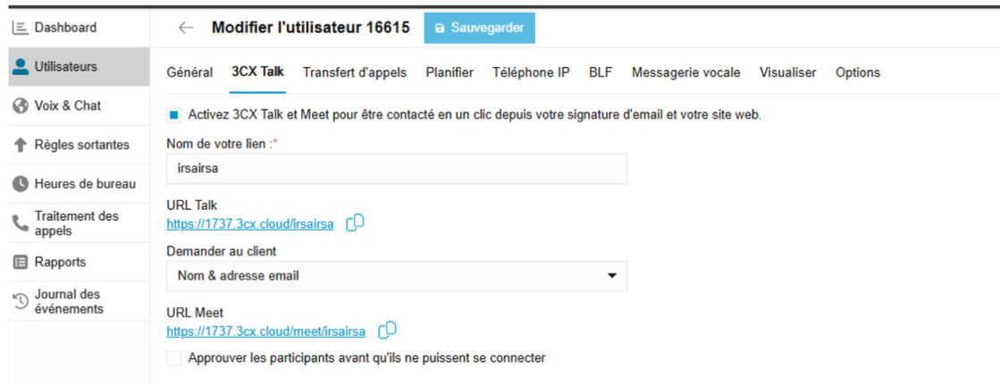 Dashboard
Utilisateurs
Voix & Chat
Règles sortantes
Heures de bureau
Traitement des
appels
Rapports
Journal des
événements
Modifier l'utilisateur 16615
Sauvegarder
Général 3CX Talk Transfert d'appels Planifier Téléphone IP BLF Messagerie vocale Visualiser Options
Activez 3CX Talk et Meet pour être contacté en un clic depuis votre signature d'email et votre site web.
Nom de votre lien :*
irsairsa
URL Talk
https://1737.3cx.cloud/irsairsa
Demander au client
Nom & adresse email
URL Meet
https://1737.3cx.cloud/meet/irsairsa
Approuver les participants avant qu'ils ne puissent se connecter